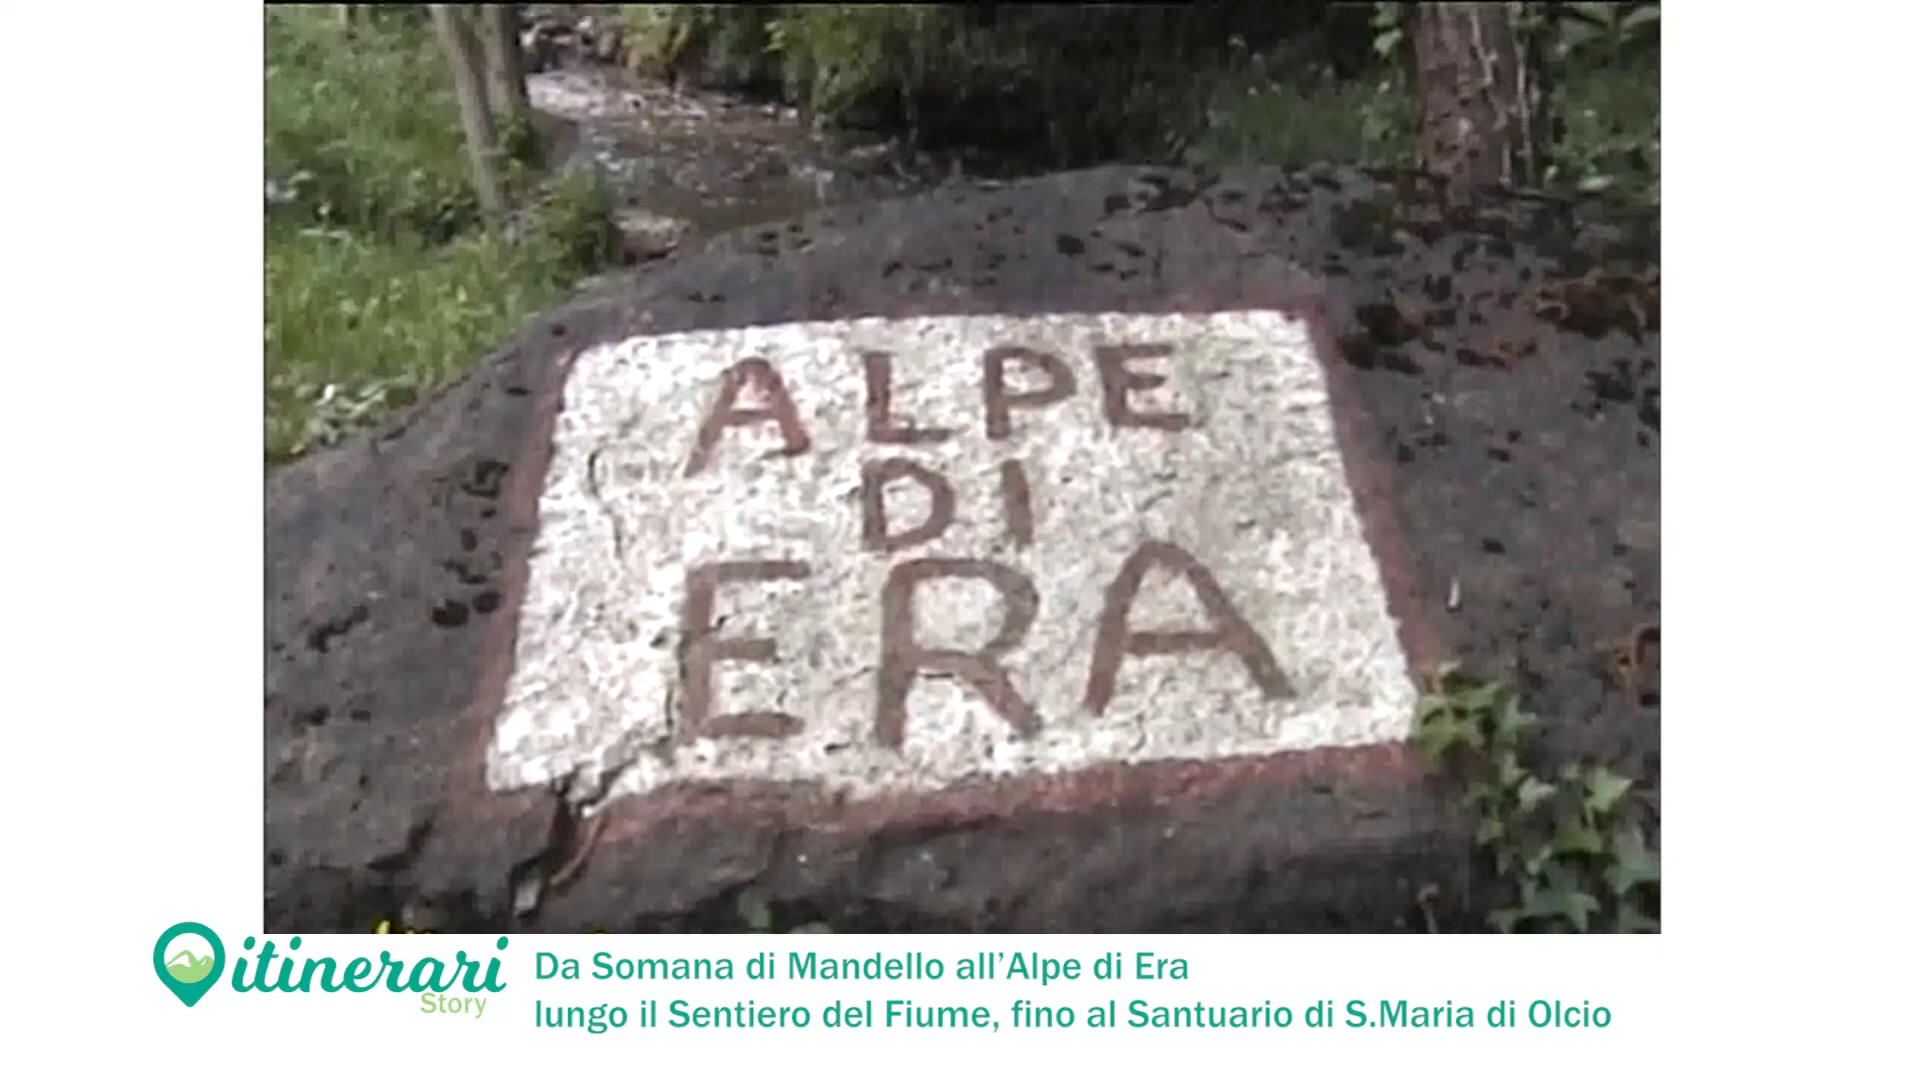 ALPE
DI
ERA
itinerari
Story
Da Somana di Mandello all’Alpe di Era
lungo il Sentiero del Fiume, fino al Santuario di S.Maria di Olcio